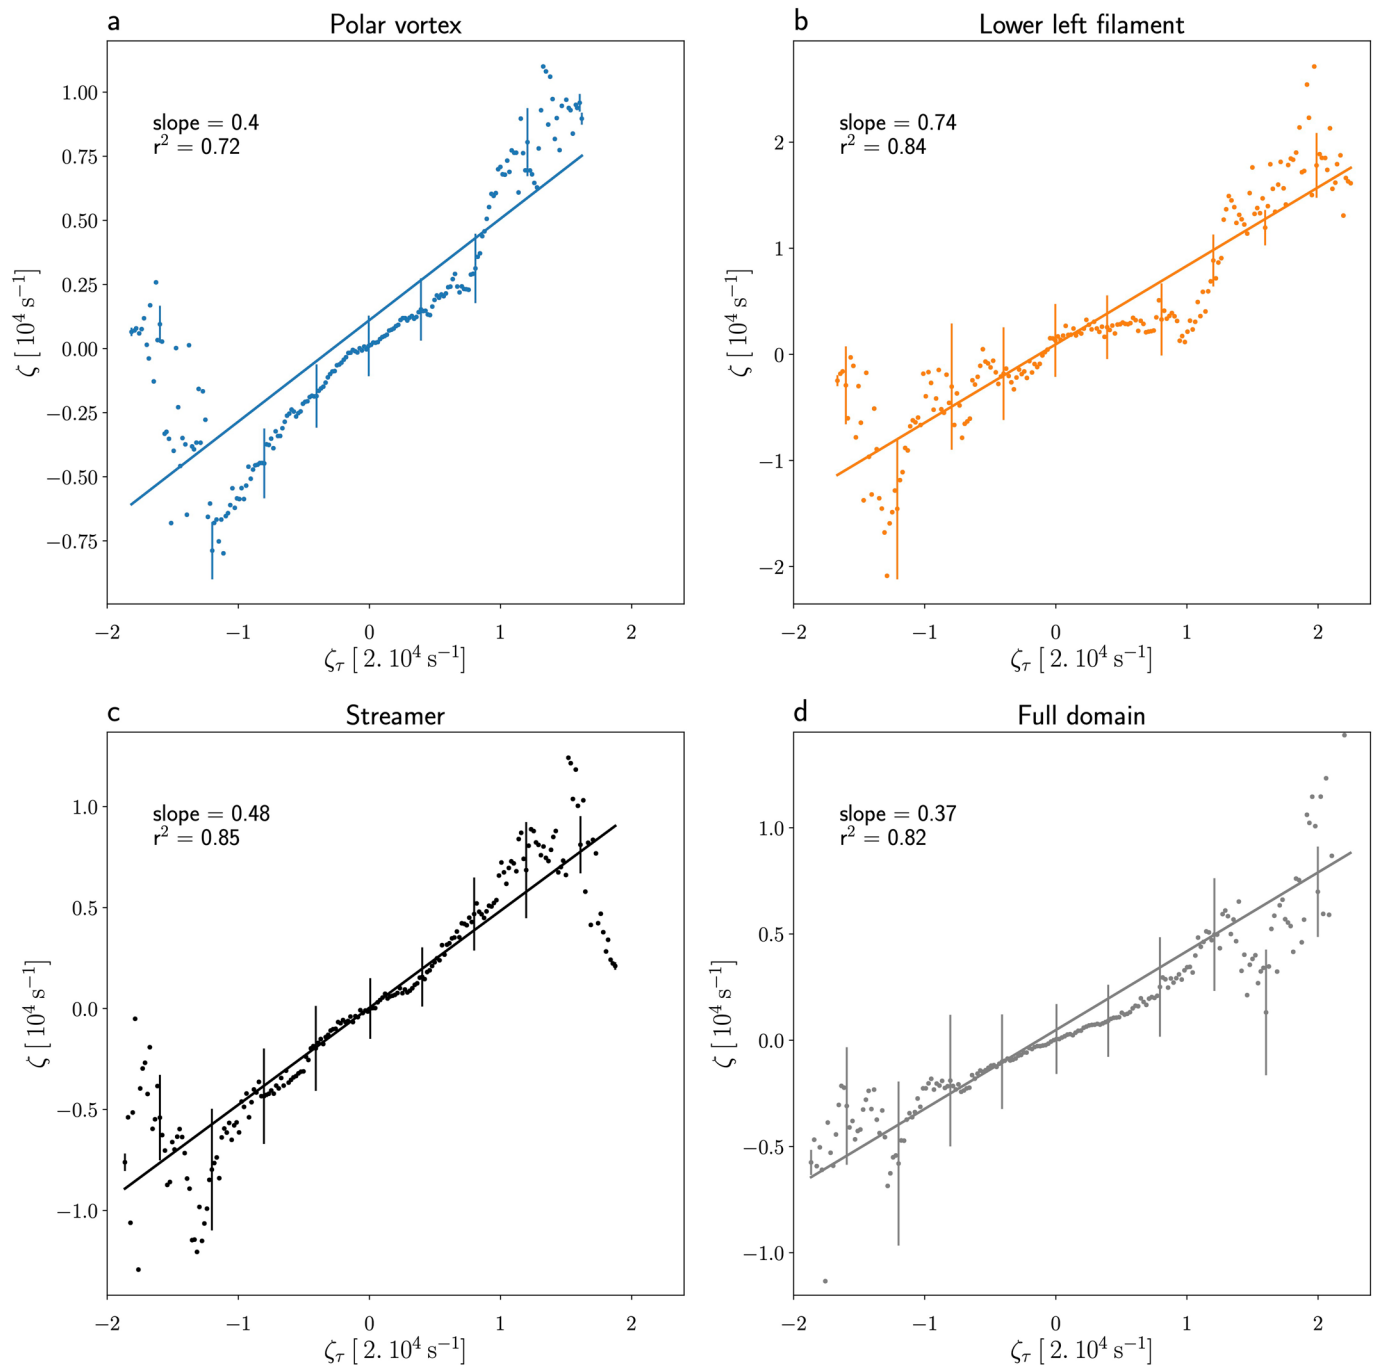 a Polar vortex
slope = 0.4
r² = 0.72
1.00
0.75
0.50
0.25
0.00
−0.25
−0.50
−0.75
ζ [ 10⁴ s⁻¹]
−2 −1 0 1 2
ζτ [ 2. 10⁴ s⁻¹]
b Lower left filament
slope = 0.74
r² = 0.84
2
1
0
−1
−2
ζ [ 10⁴ s⁻¹]
−2 −1 0 1 2
ζτ [ 2. 10⁴ s⁻¹]
c Streamer
slope = 0.48
r² = 0.85
1.0
0.5
0.0
−0.5
−1.0
ζ [ 10⁴ s⁻¹]
−2 −1 0 1 2
ζτ [ 2. 10⁴ s⁻¹]
d Full domain
slope = 0.37
r² = 0.82
1.0
0.5
0.0
−0.5
−1.0
ζ [ 10⁴ s⁻¹]
−2 −1 0 1 2
ζτ [ 2. 10⁴ s⁻¹]